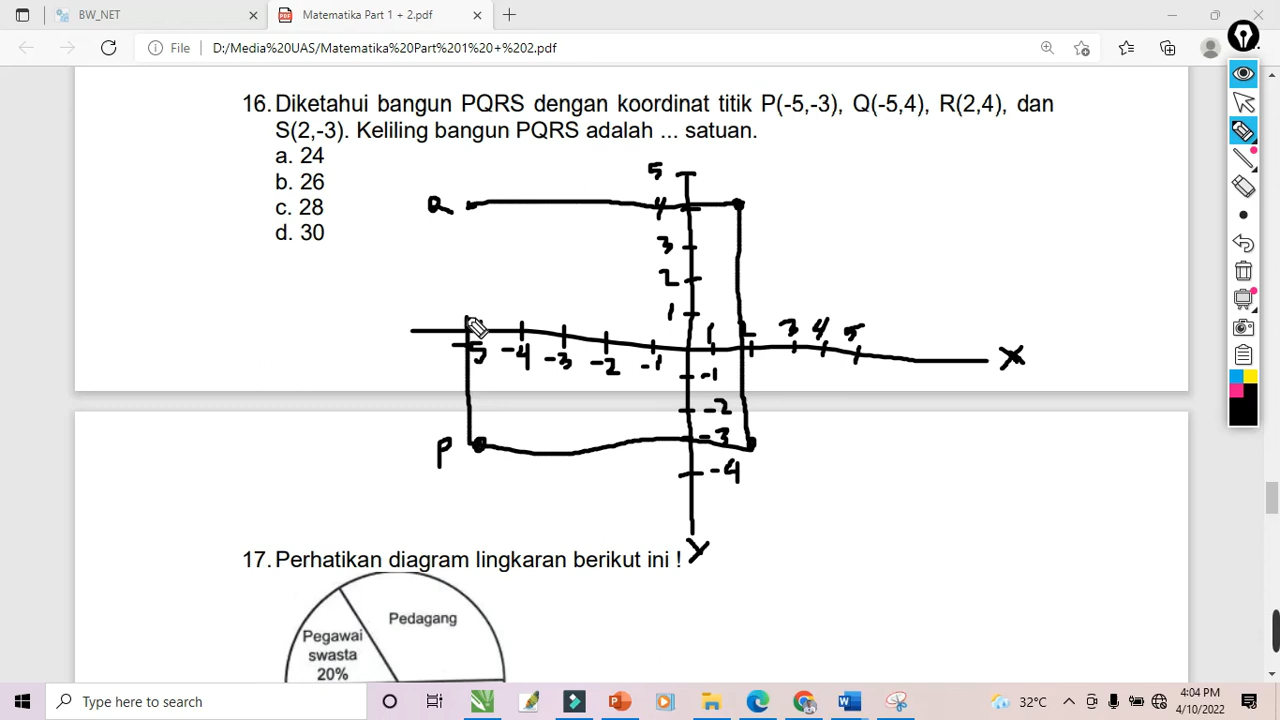 BW_NET
Matematika Part 1 + 2.pdf
File
D:/Media%20UAS/Matematika%20Part%201%20+%202.pdf
16. Diketahui bangun PQRS dengan koordinat titik P(-5,-3), Q(-5,4), R(2,4), dan
S(2,-3). Keliling bangun PQRS adalah ... satuan.
a. 24
b. 26
c. 28
d. 30
5
Q
4
3
2
1
-5 -4 -3 -2 -1 1 3 4 5 X
-1
-2
-3
P
-4
Y
17. Perhatikan diagram lingkaran berikut ini !
Pedagang
Pegawai
swasta
20%
Type here to search
32°C
4:04 PM
4/10/2022